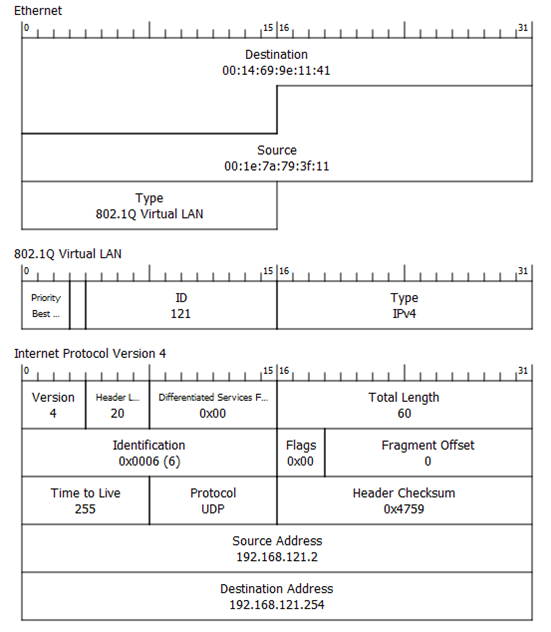 Ethernet
0 15 16 31
Destination
00:14:69:9e:11:41
Source
00:1e:7a:79:3f:11
Type
802.1Q Virtual LAN
802.1Q Virtual LAN
0 15 16 31
Priority ID Type
Best ... 121 IPv4
Internet Protocol Version 4
0 15 16 31
Version Header L... Differentiated Services F... Total Length
4 20 0x00 60
Identification Flags Fragment Offset
0x0006 (6) 0x00 0
Time to Live Protocol Header Checksum
255 UDP 0x4759
Source Address
192.168.121.2
Destination Address
192.168.121.254